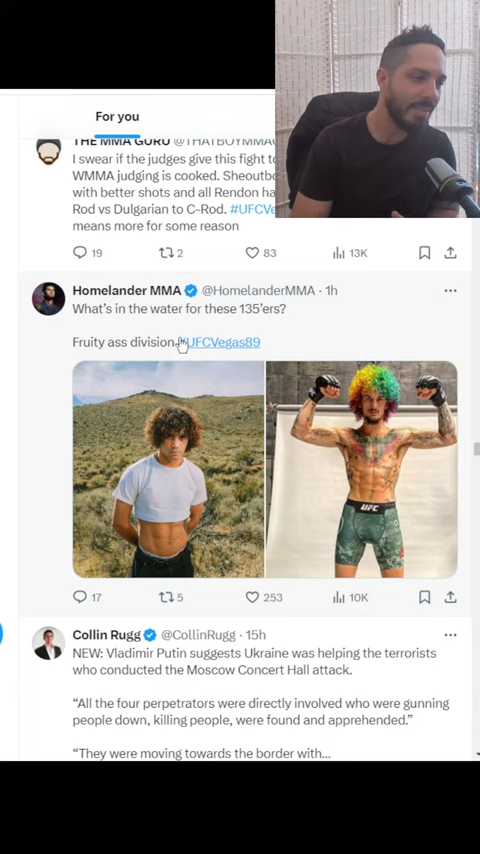 For you
THE MMA GURU @THATBOYMMA
I swear if the judges give this fight to
WMMA judging is cooked. Sheoutbo
with better shots and all Rendon ha
Rod vs Dulgarian to C-Rod. #UFCVe
means more for some reason
19 2 83 13K
Homelander MMA @HomelanderMMA · 1h
What's in the water for these 135'ers?
Fruity ass division #UFCVegas89
UFC
17 5 253 10K
Collin Rugg @CollinRugg · 15h
NEW: Vladimir Putin suggests Ukraine was helping the terrorists
who conducted the Moscow Concert Hall attack.
“All the four perpetrators were directly involved who were gunning
people down, killing people, were found and apprehended.”
“They were moving towards the border with...